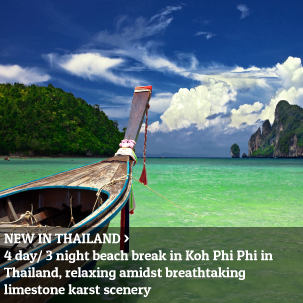 NEW IN THAILAND >
4 day/ 3 night beach break in Koh Phi Phi in
Thailand, relaxing amidst breathtaking
limestone karst scenery